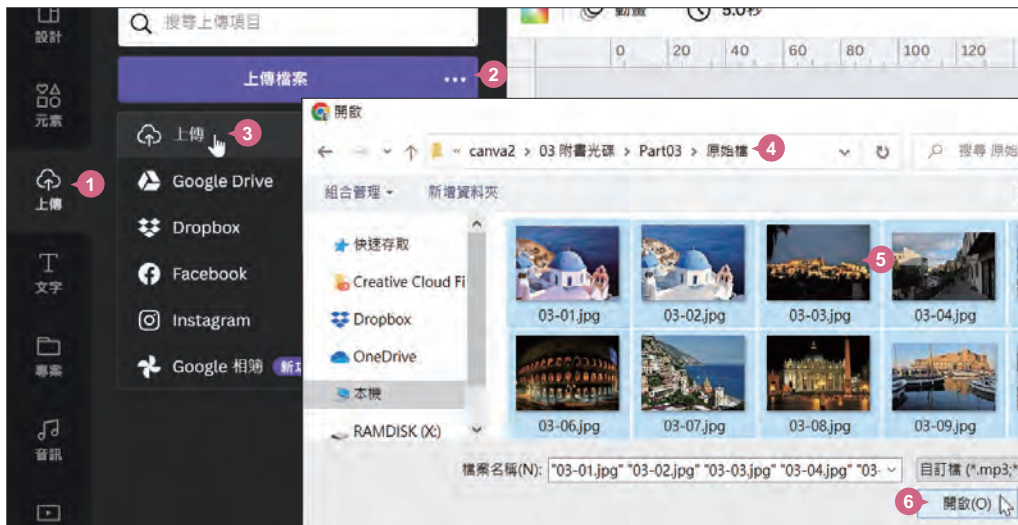 設計
搜尋上傳項目
動畫
5.0秒
0 20 40 60 80 100 120
上傳檔案
2
元素
上傳
3
開啟
canva2 › 03 附書光碟 › Part03 › 原始檔
4
搜尋 原始
1
上傳
Google Drive
組合管理
新增資料夾
Dropbox
快速存取
文字
Facebook
Creative Cloud Fi
5
03-01.jpg
03-02.jpg
03-03.jpg
03-04.jpg
Instagram
Dropbox
專案
Google 相簿
OneDrive
本機
音訊
RAMDISK (X:)
03-06.jpg
03-07.jpg
03-08.jpg
03-09.jpg
檔案名稱(N):
"03-01.jpg" "03-02.jpg" "03-03.jpg" "03-04.jpg" "03-
自訂檔 (*.mp3;*
6
開啟(O)